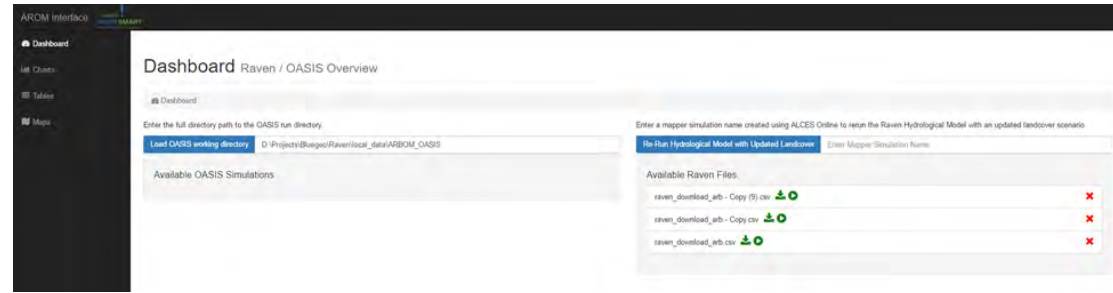 AROM Interface
SMART
Dashboard
Charts
Tables
Maps
Dashboard Raven / OASIS Overview
Dashboard
Enter the full directory path to the OASIS run directory.
Load OASIS working directory D:\Projects\Bluegeo\Raven\local_data\ARBOM_OASIS
Available OASIS Simulations
Enter a mapper simulation name created using ALCES Online to rerun the Raven Hydrological Model with an updated landcover scenario
Re-Run Hydrological Model with Updated Landcover Enter Mapper Simulation Name
Available Raven Files
raven_download_arb - Copy (9).csv
raven_download_arb - Copy.csv
raven_download_arb.csv